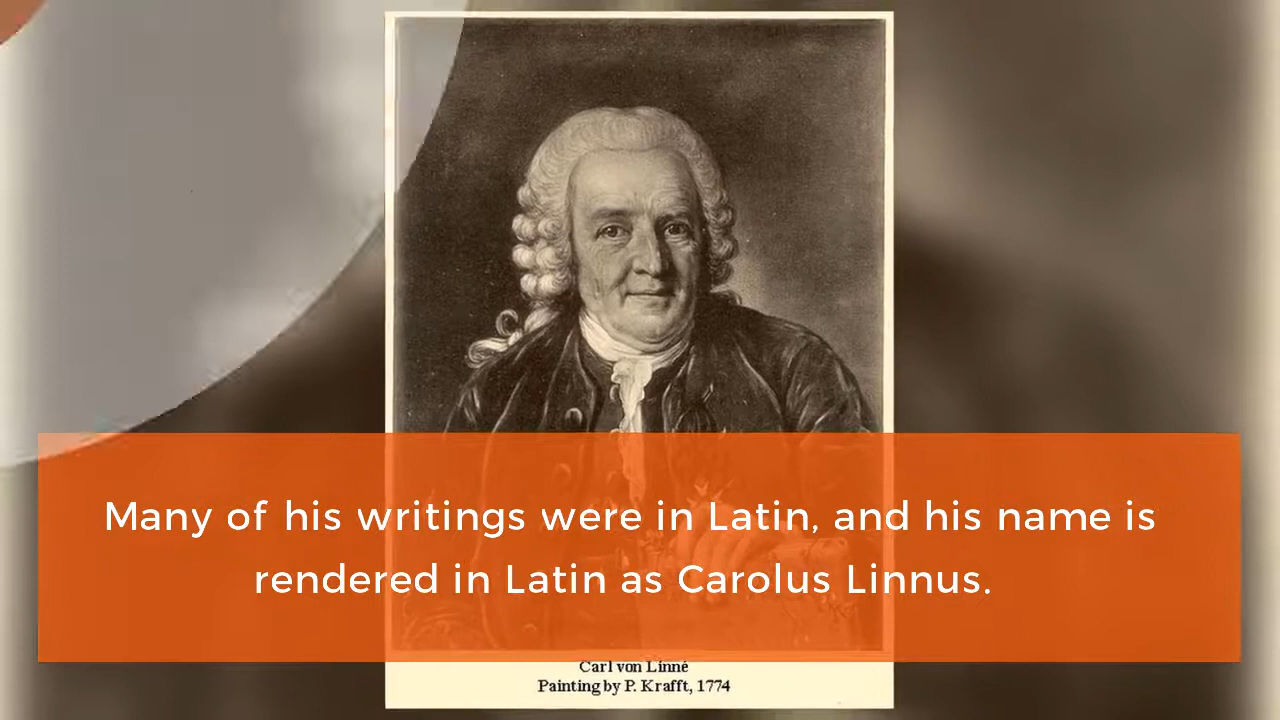 Many of his writings were in Latin, and his name is
rendered in Latin as Carolus Linnus.
Carl von Linné
Painting by P. Krafft, 1774